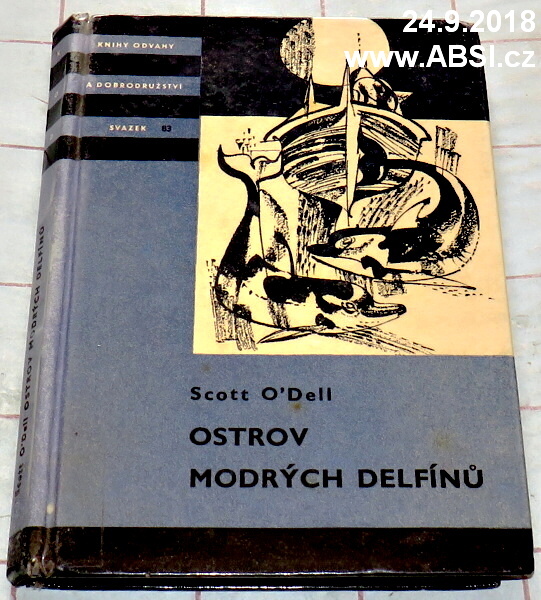 24.9.2018
www.ABSI.cz
KNIHY ODVAHY
A DOBRODRUŽSTVÍ
SVAZEK 83
Scott O'Dell
OSTROV
MODRÝCH DELFÍNŮ
Scott O'Dell OSTROV MODRÝCH DELFÍNŮ